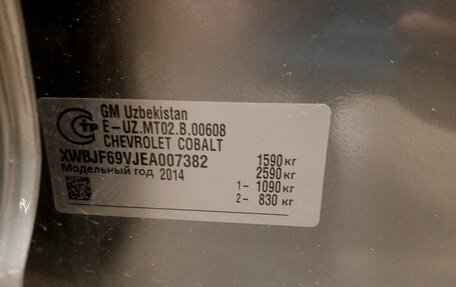 GM Uzbekistan
E-UZ.MT02.B.00608
CHEVROLET COBALT
XWBJF69VJEA007382
Модельный год 2014
1590 кг
2590 кг
1- 1090 кг
2- 830 кг